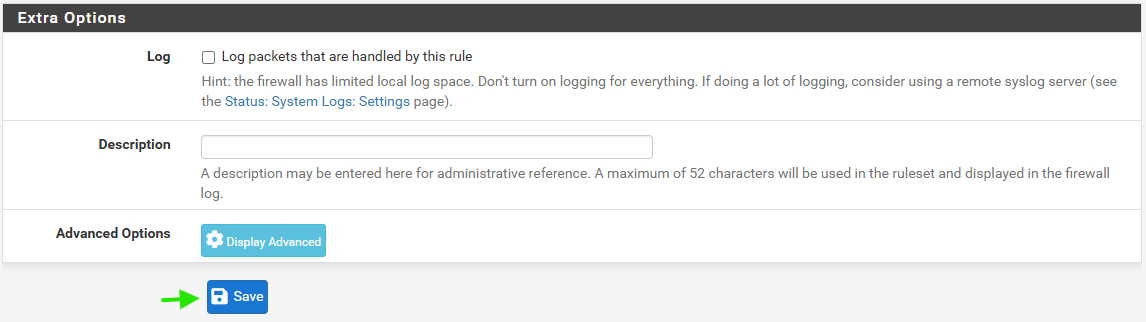 Extra Options
Log
Log packets that are handled by this rule
Hint: the firewall has limited local log space. Don't turn on logging for everything. If doing a lot of logging, consider using a remote syslog server (see
the Status: System Logs: Settings page).
Description
A description may be entered here for administrative reference. A maximum of 52 characters will be used in the ruleset and displayed in the firewall
log.
Advanced Options
Display Advanced
Save